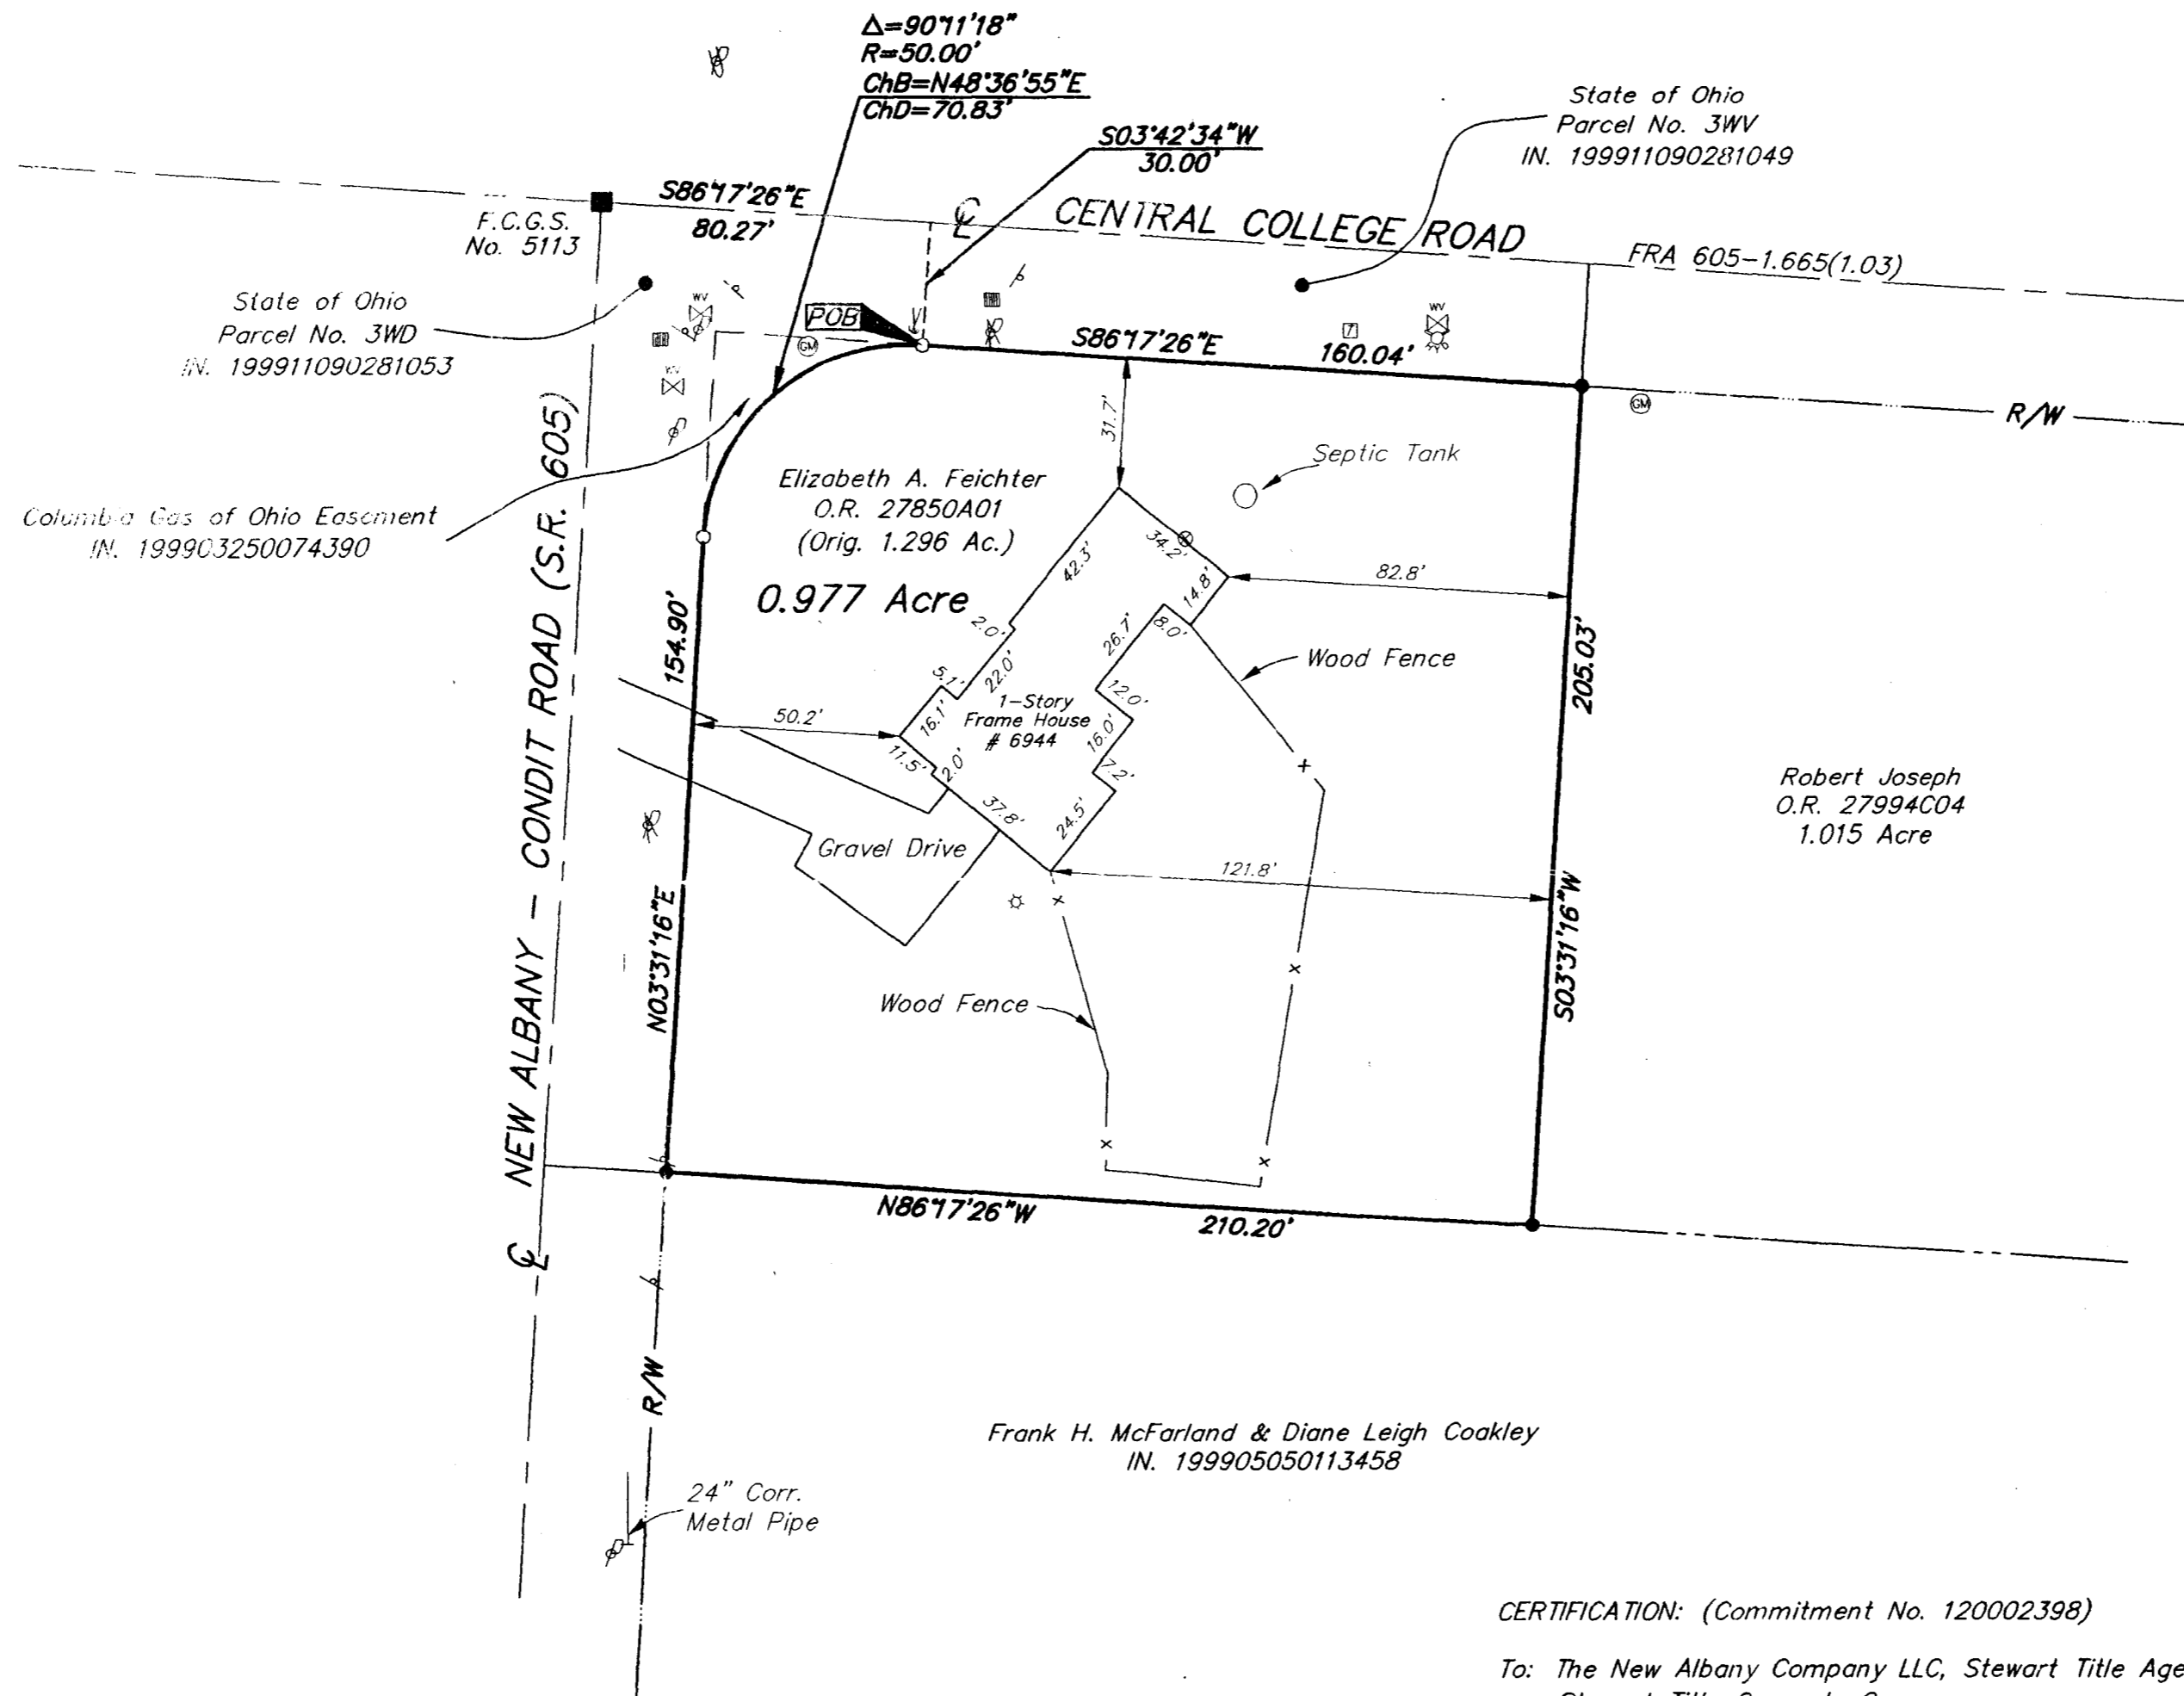 Δ=90°11'18"
R=50.00'
ChB=N48°36'55"E
ChD=70.83'
S03°42'34"W
30.00'
State of Ohio
Parcel No. 3WV
IN. 199911090281049
S86°17'26"E
80.27'
F.C.G.S.
No. 5113
CL
CENTRAL COLLEGE ROAD
FRA 605-1.665(1.03)
State of Ohio
Parcel No. 3WD
IN. 199911090281053
WV
WV
WV
POB
GM
S86°17'26"E
160.04'
T
GM
R/W
31.7'
Septic Tank
Elizabeth A. Feichter
O.R. 27850A01
(Orig. 1.296 Ac.)
0.977 Acre
Columbia Gas of Ohio Easement
IN. 199903250074390
34.2'
42.3'
14.8'
82.8'
2.0'
8.0'
26.7'
154.90'
205.03'
Wood Fence
5.1'
22.0'
12.0'
16.1'
1-Story
Frame House
# 6944
16.0'
50.2'
11.5'
2.0'
7.2'
37.8'
24.5'
Robert Joseph
O.R. 27994C04
1.015 Acre
Gravel Drive
121.8'
NEW ALBANY - CONDIT ROAD (S.R. 605)
N03°31'16"E
S03°31'16"W
Wood Fence
N86°17'26"W
210.20'
CL
R/W
Frank H. McFarland & Diane Leigh Coakley
IN. 199905050113458
24" Corr.
Metal Pipe
CERTIFICATION: (Commitment No. 120002398)
To: The New Albany Company LLC, Stewart Title Age